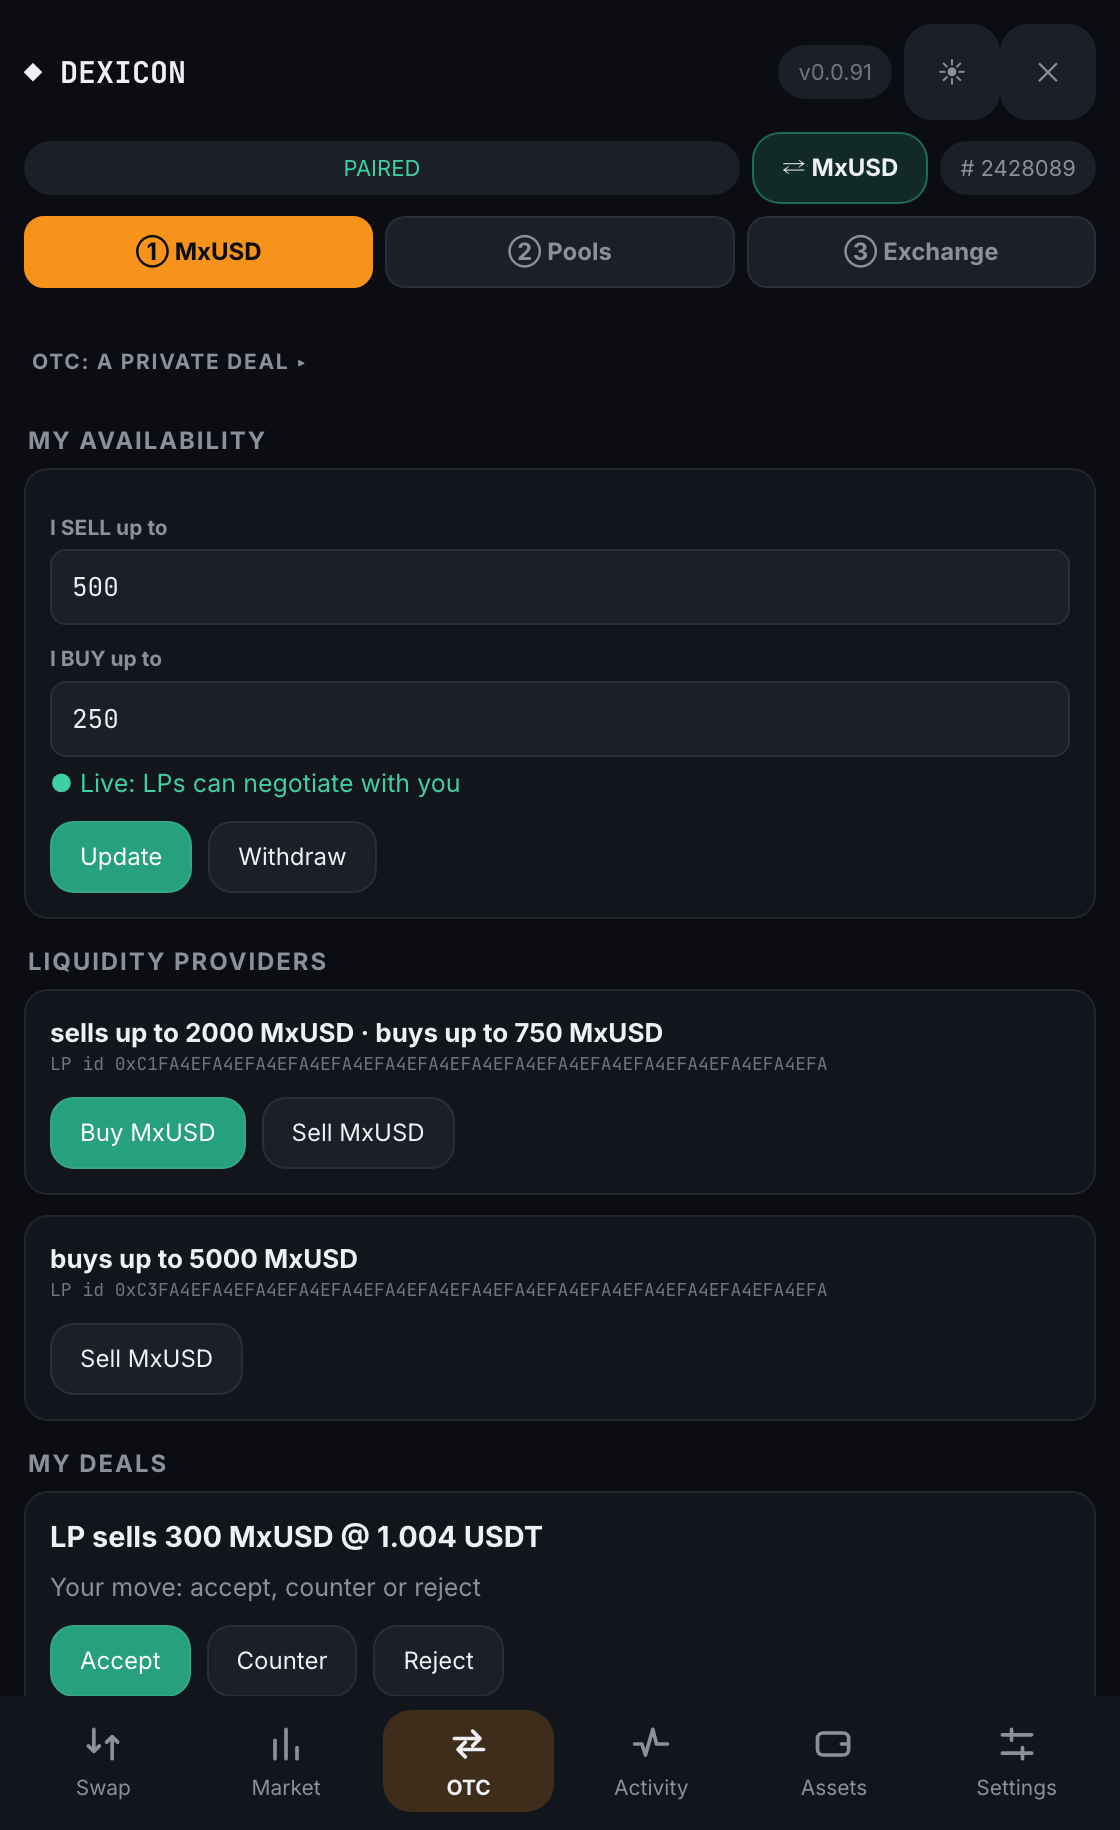 ◆ DEXICON
v0.0.91
PAIRED
⇄ MxUSD
# 2428089
① MxUSD
② Pools
③ Exchange
OTC: A PRIVATE DEAL ▸
MY AVAILABILITY
I SELL up to
500
I BUY up to
250
● Live: LPs can negotiate with you
Update
Withdraw
LIQUIDITY PROVIDERS
sells up to 2000 MxUSD · buys up to 750 MxUSD
LP id 0xC1FA4EFA4EFA4EFA4EFA4EFA4EFA4EFA4EFA4EFA4EFA4EFA4EFA4EFA4EFA4EFA
Buy MxUSD
Sell MxUSD
buys up to 5000 MxUSD
LP id 0xC3FA4EFA4EFA4EFA4EFA4EFA4EFA4EFA4EFA4EFA4EFA4EFA4EFA4EFA4EFA4EFA
Sell MxUSD
MY DEALS
LP sells 300 MxUSD @ 1.004 USDT
Your move: accept, counter or reject
Accept
Counter
Reject
Swap
Market
OTC
Activity
Assets
Settings